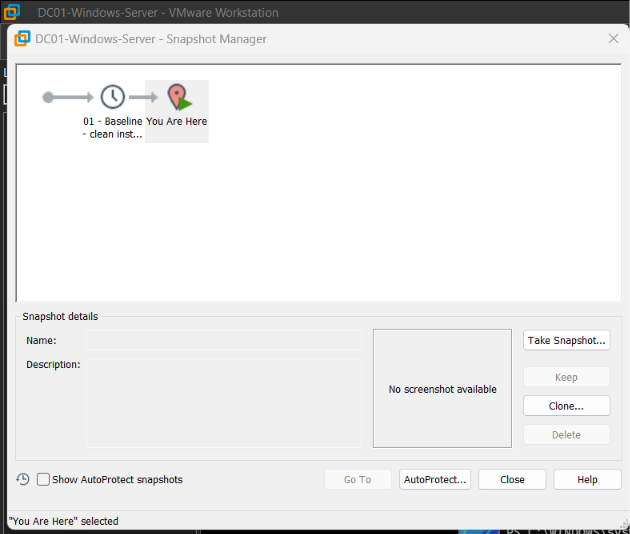 DC01-Windows-Server - VMware Workstation
DC01-Windows-Server - Snapshot Manager
01 - Baseline
- clean inst...
You Are Here
Snapshot details
Name:
Description:
No screenshot available
Take Snapshot...
Keep
Clone...
Delete
Show AutoProtect snapshots
Go To
AutoProtect...
Close
Help
"You Are Here" selected